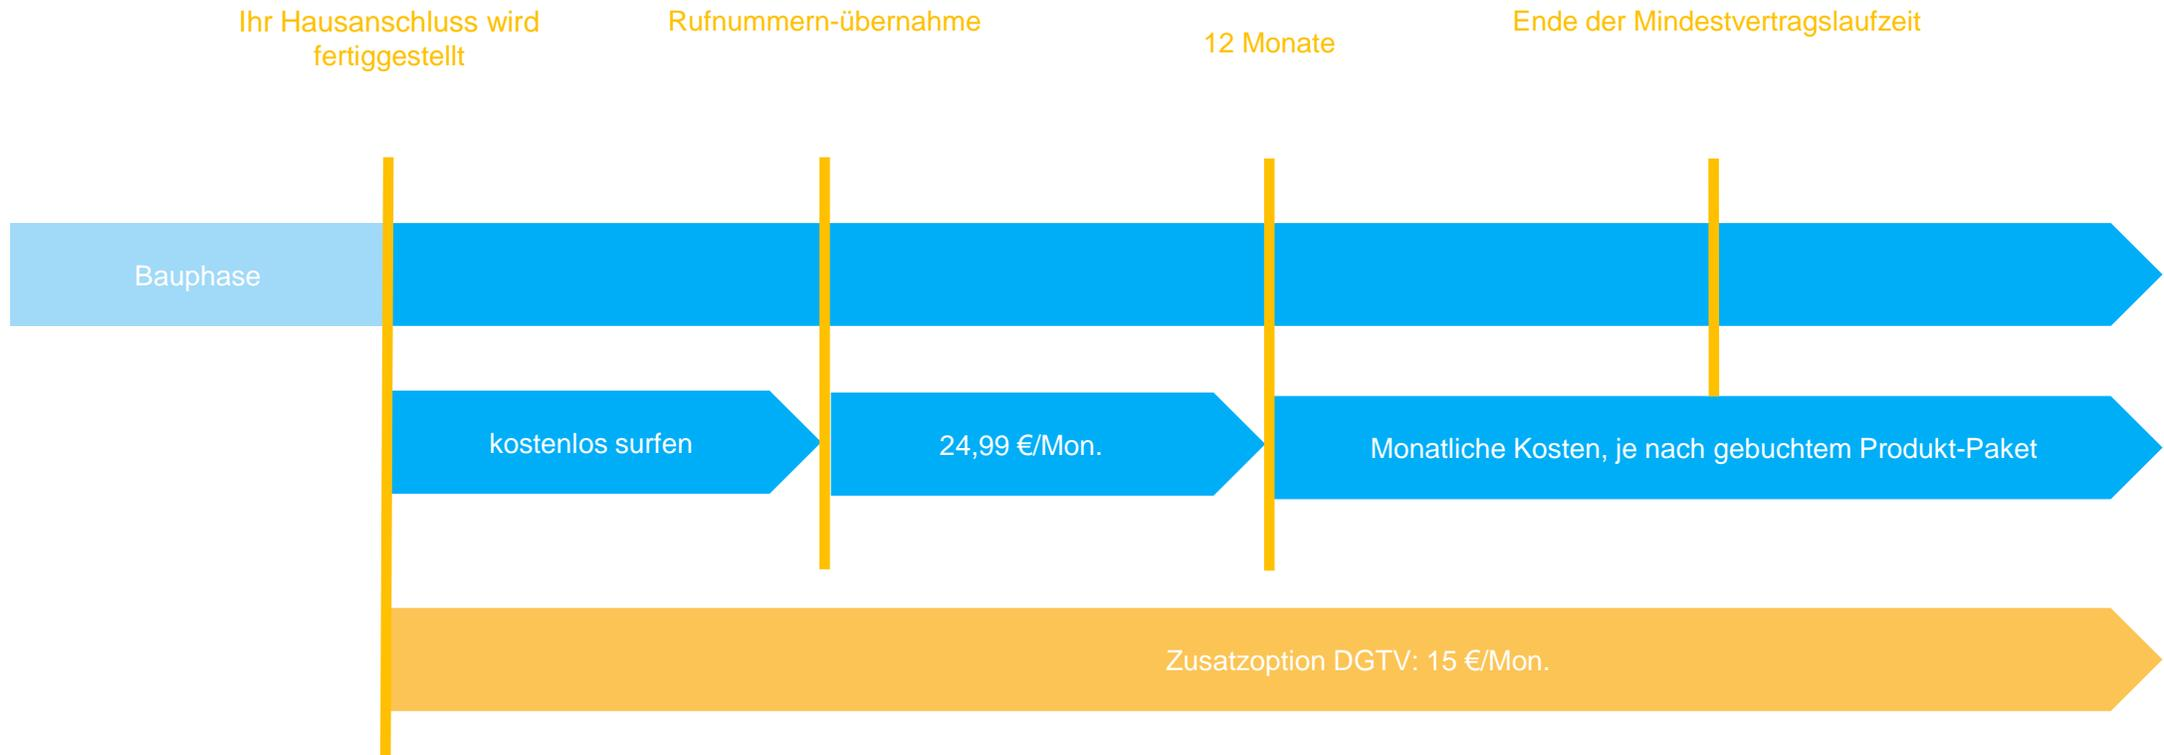 Ihr Hausanschluss wird
fertiggestellt
Rufnummern-übernahme
12 Monate
Ende der Mindestvertragslaufzeit
Bauphase
kostenlos surfen
24,99 €/Mon.
Monatliche Kosten, je nach gebuchtem Produkt-Paket
Zusatzoption DGTV: 15 €/Mon.